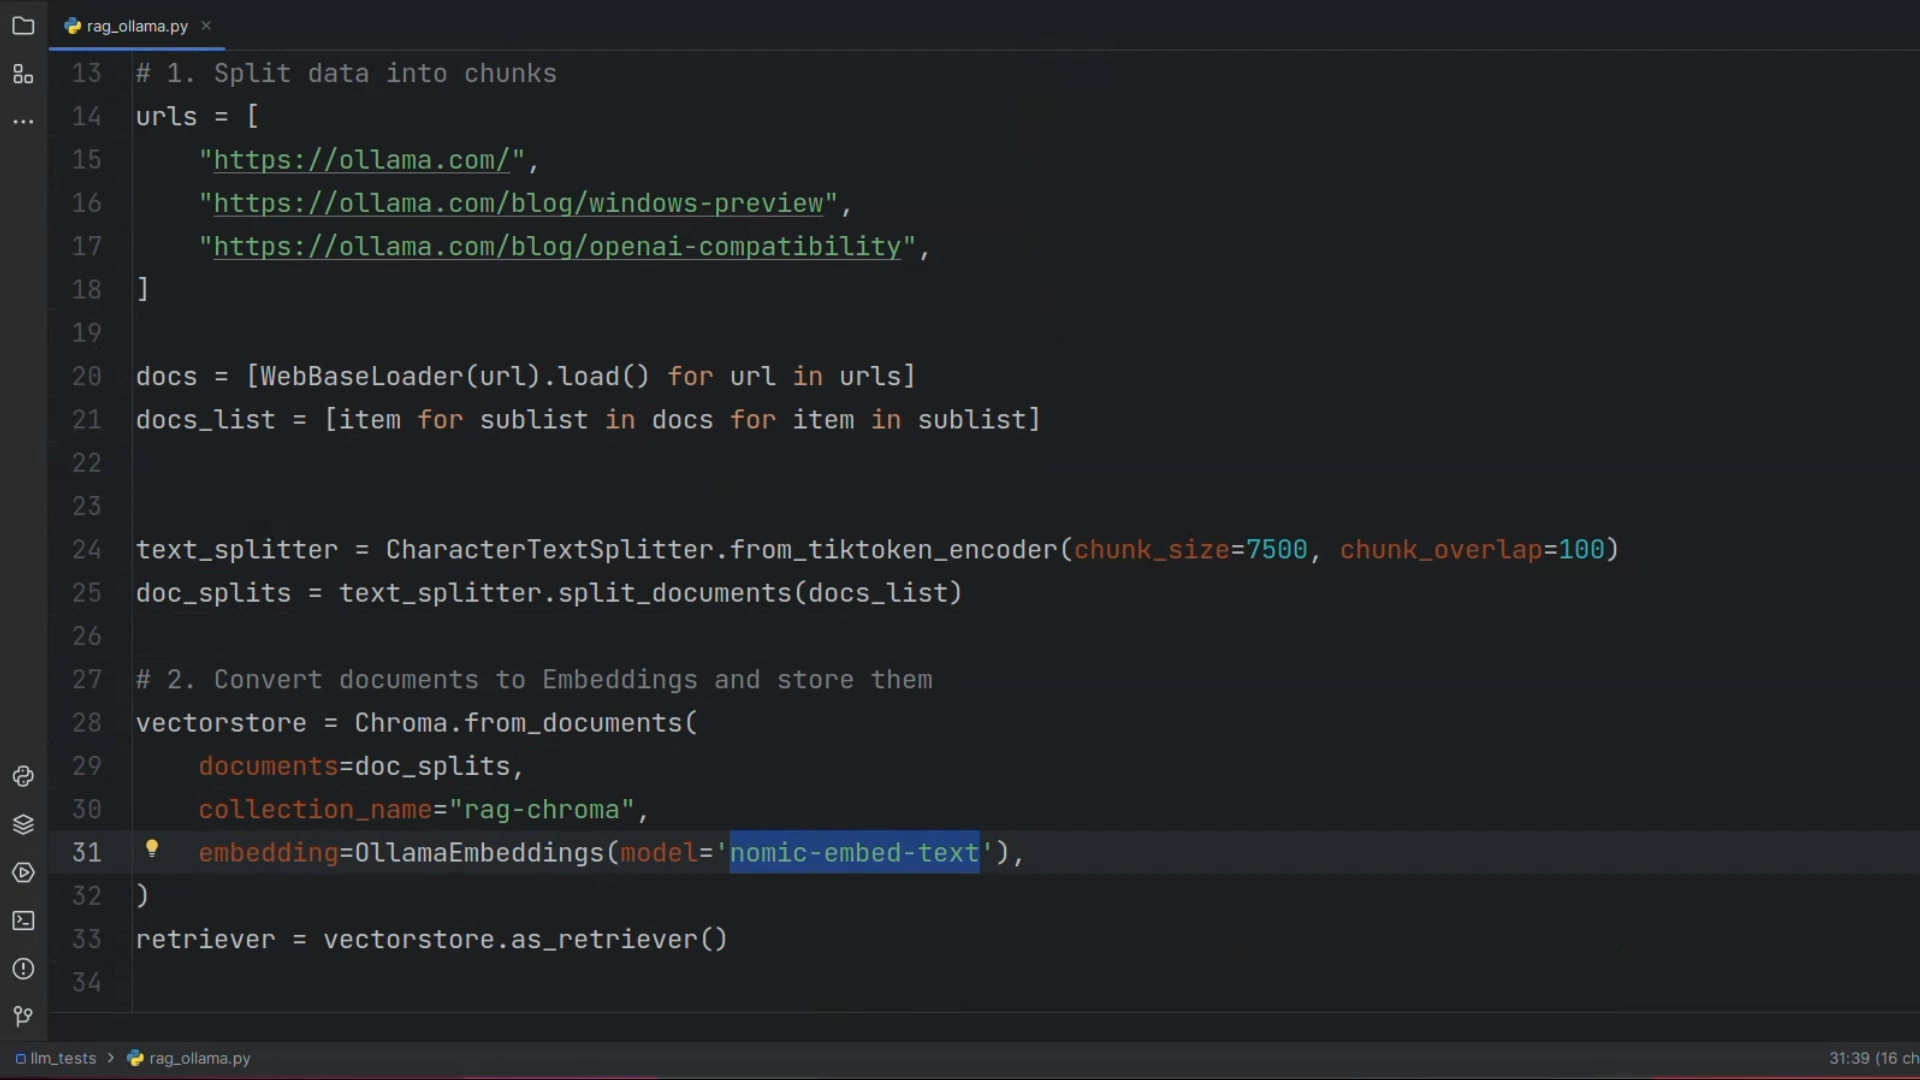 rag_ollama.py ×
13 # 1. Split data into chunks
14 urls = [
15     "https://ollama.com/",
16     "https://ollama.com/blog/windows-preview",
17     "https://ollama.com/blog/openai-compatibility",
18 ]
19
20 docs = [WebBaseLoader(url).load() for url in urls]
21 docs_list = [item for sublist in docs for item in sublist]
22
23
24 text_splitter = CharacterTextSplitter.from_tiktoken_encoder(chunk_size=7500, chunk_overlap=100)
25 doc_splits = text_splitter.split_documents(docs_list)
26
27 # 2. Convert documents to Embeddings and store them
28 vectorstore = Chroma.from_documents(
29     documents=doc_splits,
30     collection_name="rag-chroma",
31     embedding=OllamaEmbeddings(model='nomic-embed-text'),
32 )
33 retriever = vectorstore.as_retriever()
34
llm_tests > rag_ollama.py 31:39 (16 ch